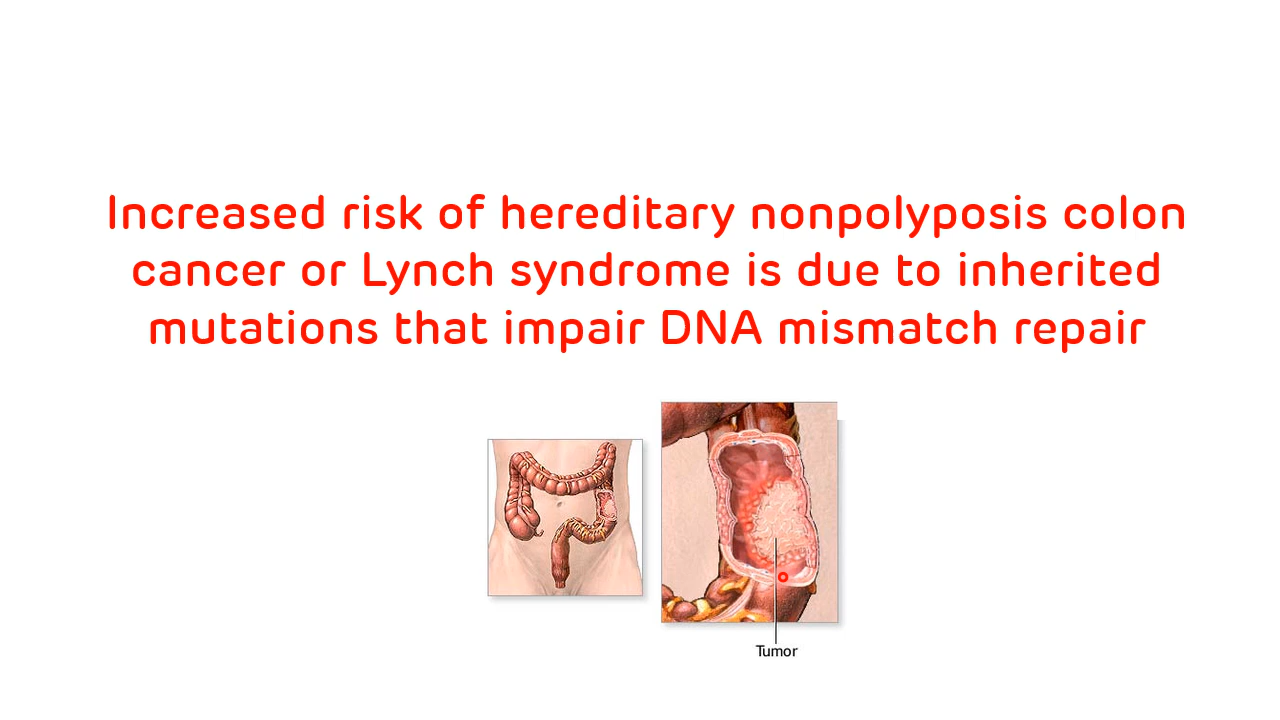 Increased risk of hereditary nonpolyposis colon
cancer or Lynch syndrome is due to inherited
mutations that impair DNA mismatch repair
Tumor